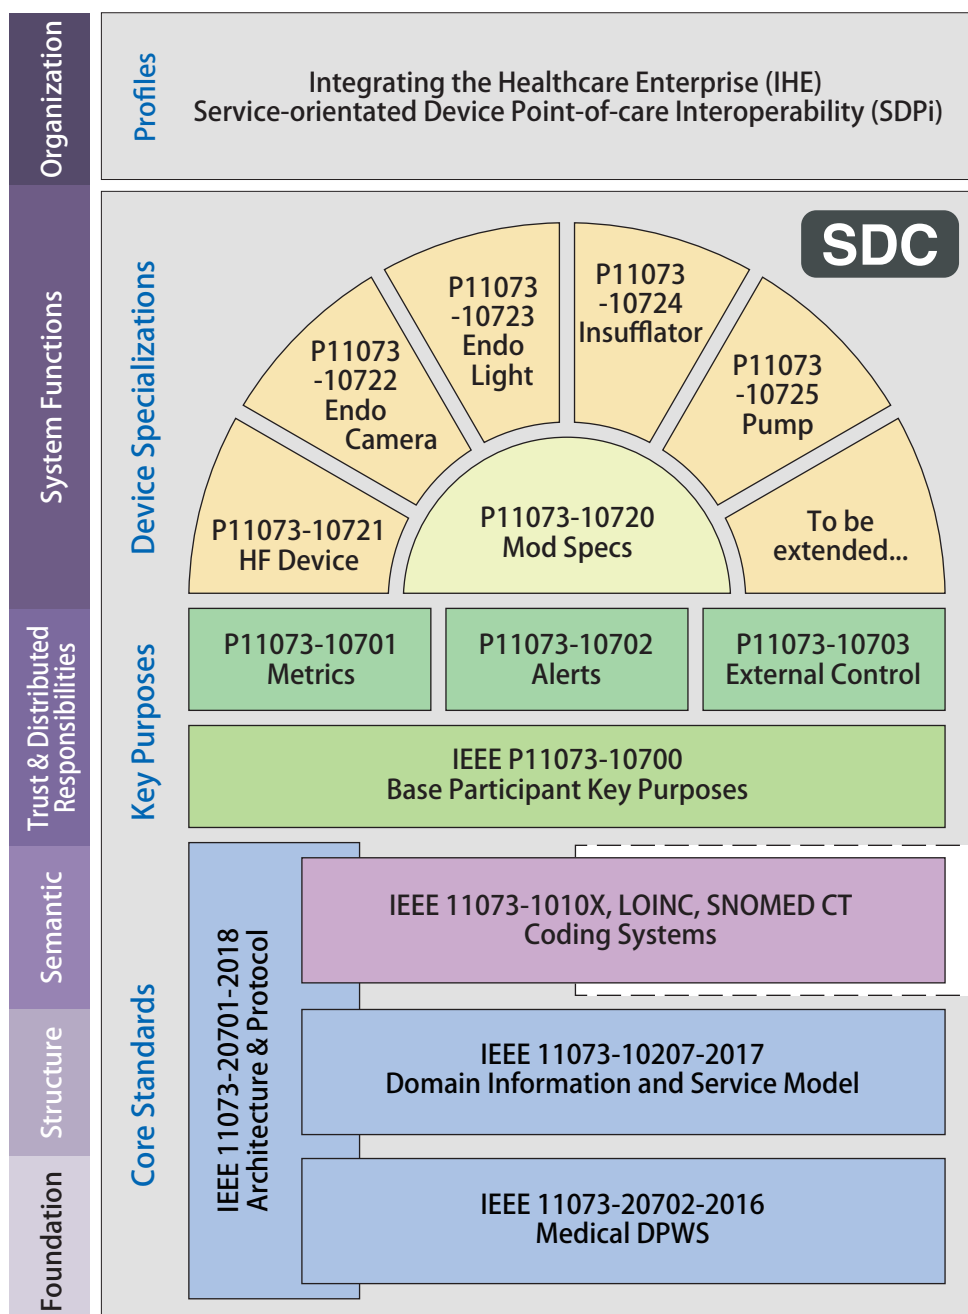 Organization
Profiles
Integrating the Healthcare Enterprise (IHE)
Service-orientated Device Point-of-care Interoperability (SDPi)
System Functions
Device Specializations
SDC
P11073
-10723
Endo
Light
P11073
-10724
Insufflator
P11073
-10722
Endo
Camera
P11073
-10725
Pump
P11073-10721
HF Device
P11073-10720
Mod Specs
To be
extended...
Trust & Distributed
Responsibilities
Key Purposes
P11073-10701
Metrics
P11073-10702
Alerts
P11073-10703
External Control
IEEE P11073-10700
Base Participant Key Purposes
Semantic
Structure
Foundation
Core Standards
IEEE 11073-20701-2018
Architecture & Protocol
IEEE 11073-1010X, LOINC, SNOMED CT
Coding Systems
IEEE 11073-10207-2017
Domain Information and Service Model
IEEE 11073-20702-2016
Medical DPWS